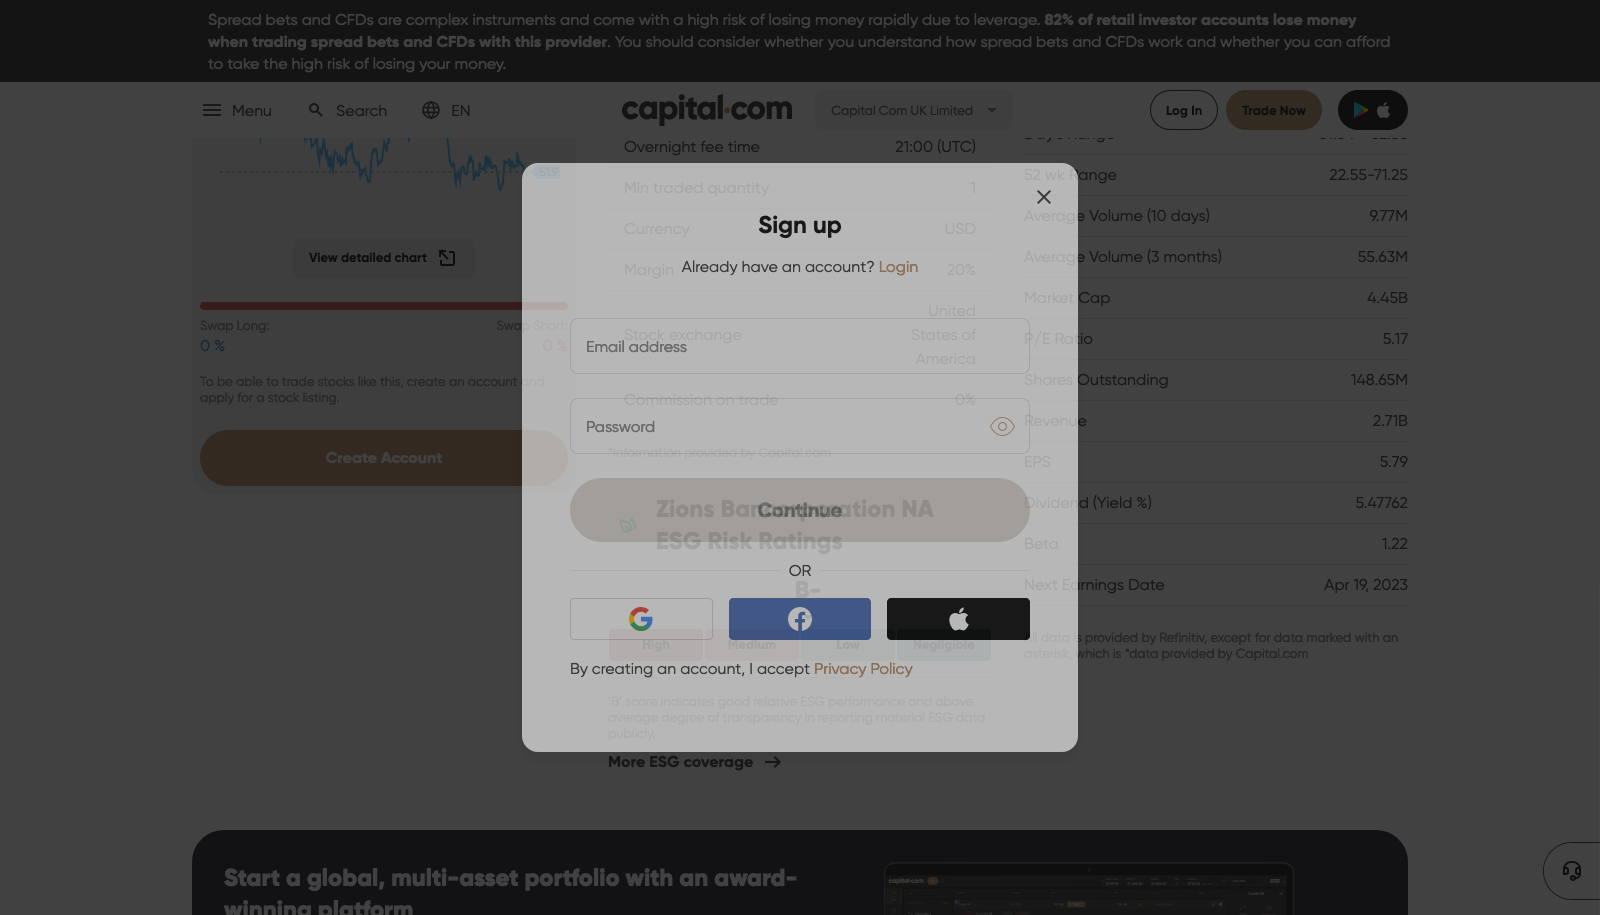 Spread bets and CFDs are complex instruments and come with a high risk of losing money rapidly due to leverage. 82% of retail investor accounts lose money
when trading spread bets and CFDs with this provider. You should consider whether you understand how spread bets and CFDs work and whether you can afford
to take the high risk of losing your money.
Menu
Search
EN
capital.com
Capital Com UK Limited
Log In
Trade Now
51.9
View detailed chart
Swap Long:
Swap Short:
0 %
0 %
To be able to trade stocks like this, create an account and
apply for a stock listing.
Create Account
Overnight fee time
21:00 (UTC)
Min traded quantity
1
Currency
USD
Margin
20%
Stock exchange
United
States of
America
Commission on trade
0%
*Information provided by Capital.com
Zions Bancorporation NA
ESG Risk Ratings
B-
High
Medium
Low
Negligible
'B' score indicates good relative ESG performance and above
average degree of transparency in reporting material ESG data
publicly.
More ESG coverage
Sign up
Already have an account? Login
Email address
Password
Continue
OR
By creating an account, I accept Privacy Policy
52 wk Range
22.55-71.25
Average Volume (10 days)
9.77M
Average Volume (3 months)
55.63M
Market Cap
4.45B
P/E Ratio
5.17
Shares Outstanding
148.65M
Revenue
2.71B
EPS
5.79
Dividend (Yield %)
5.47762
Beta
1.22
Next Earnings Date
Apr 19, 2023
All data is provided by Refinitiv, except for data marked with an
asterisk, which is *data provided by Capital.com
Start a global, multi-asset portfolio with an award-
winning platform
capital.com